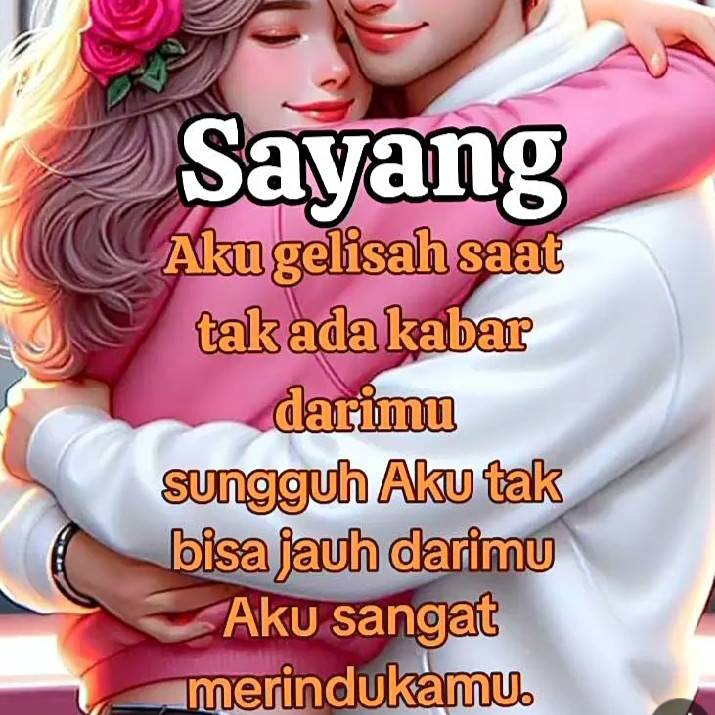 Sayang
Aku gelisah saat
tak ada kabar
darimu
sungguh Aku tak
bisa jauh darimu
Aku sangat
merindukamu.